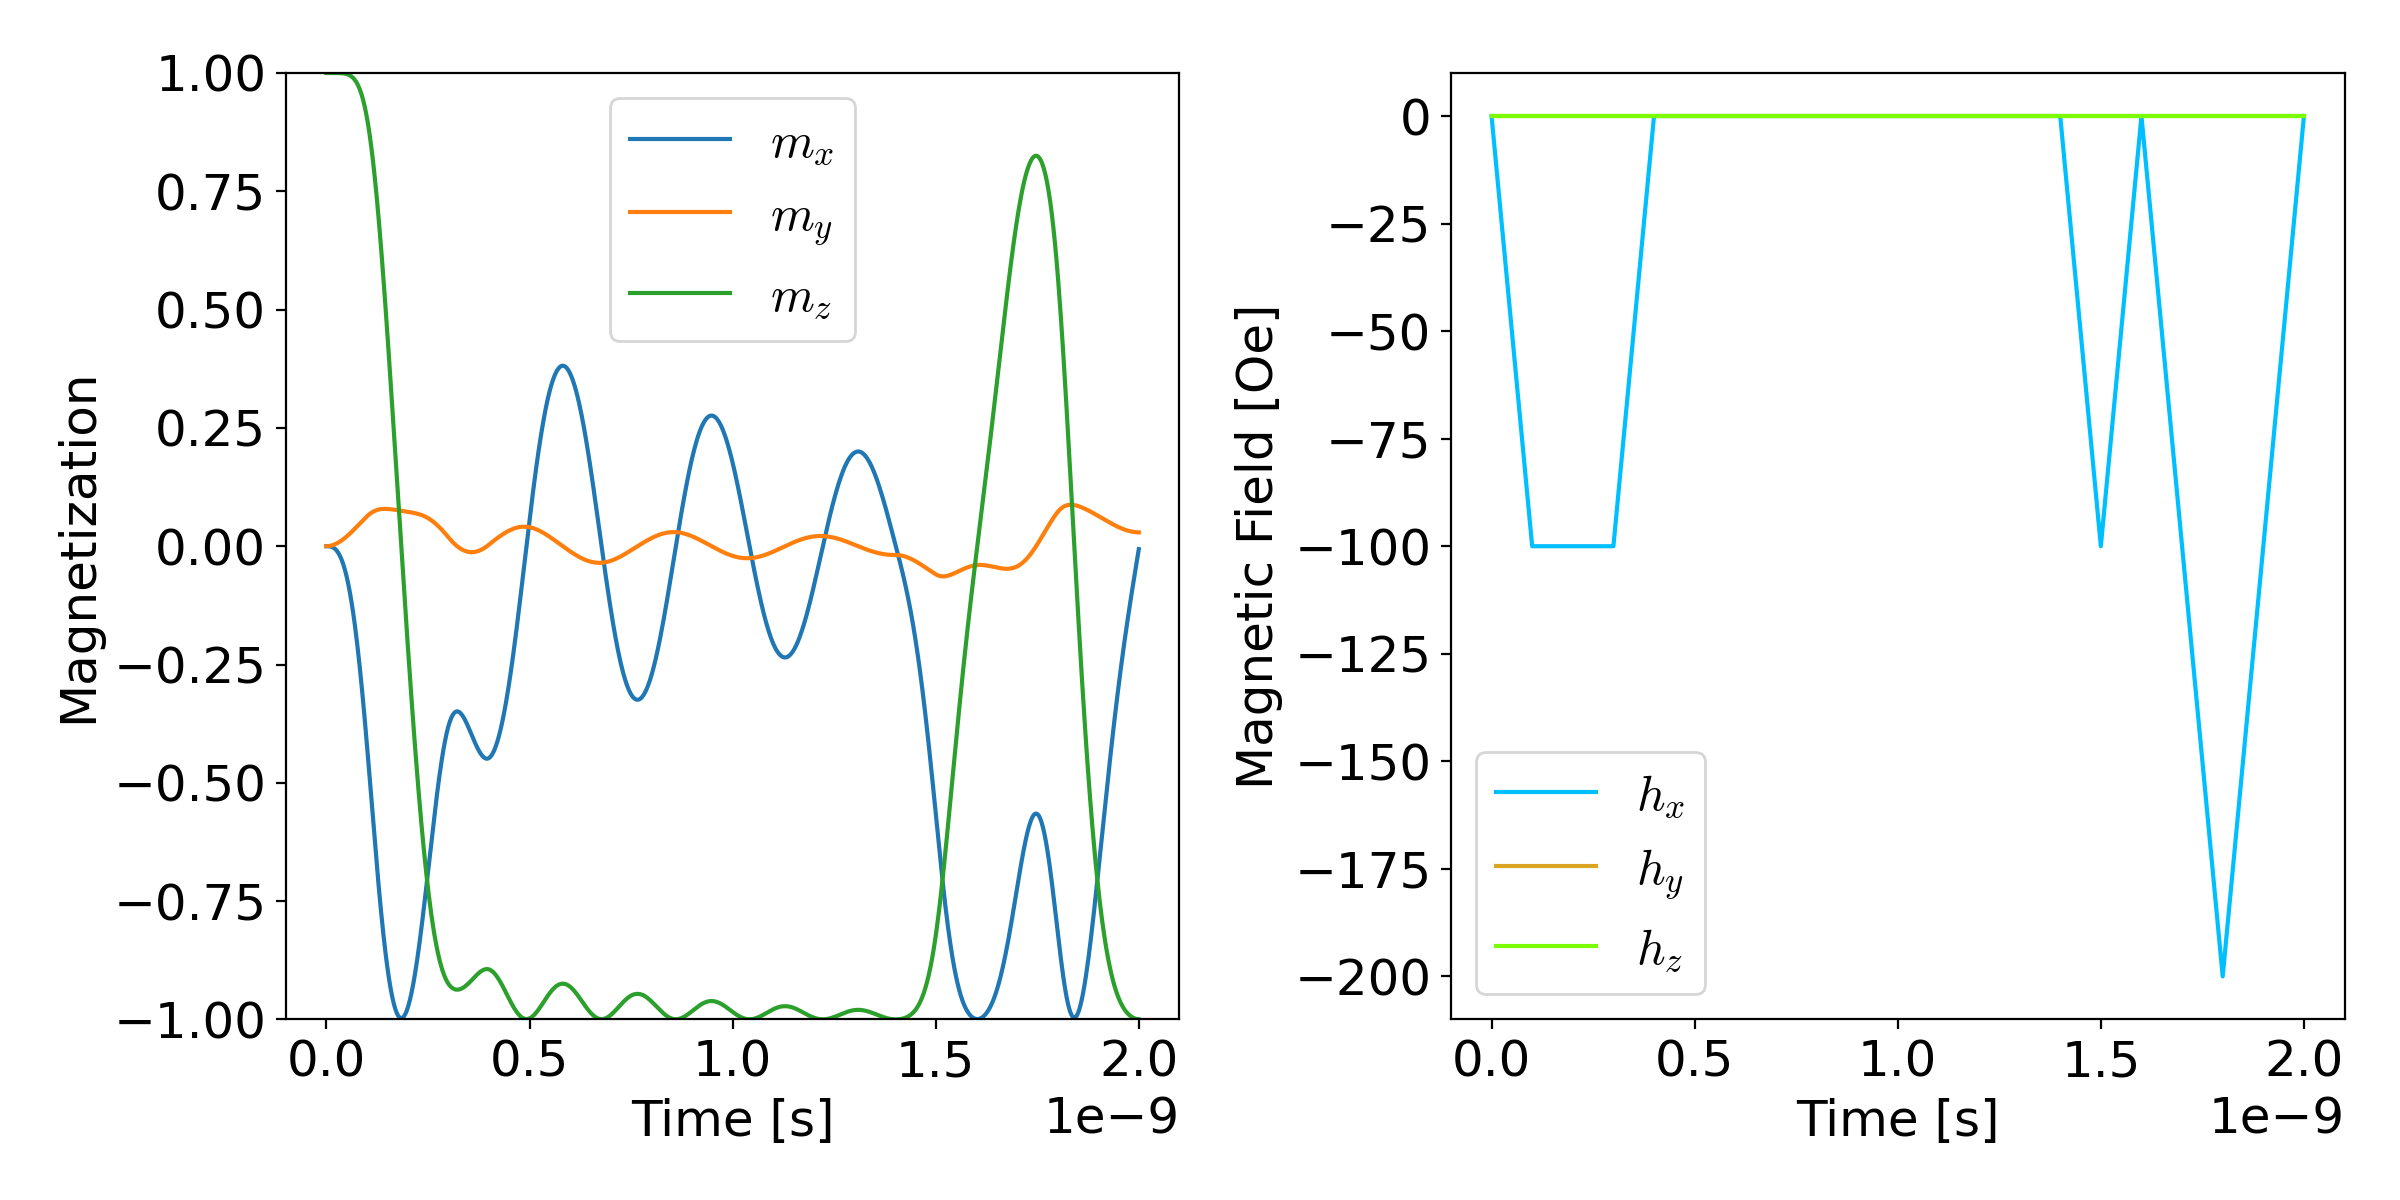 1.00
0.75
0.50
0.25
0.00
−0.25
−0.50
−0.75
−1.00
Magnetization
m_x
m_y
m_z
0.0 0.5 1.0 1.5 2.0
Time [s]
1e−9
0
−25
−50
−75
−100
−125
−150
−175
−200
Magnetic Field [Oe]
h_x
h_y
h_z
0.0 0.5 1.0 1.5 2.0
Time [s]
1e−9